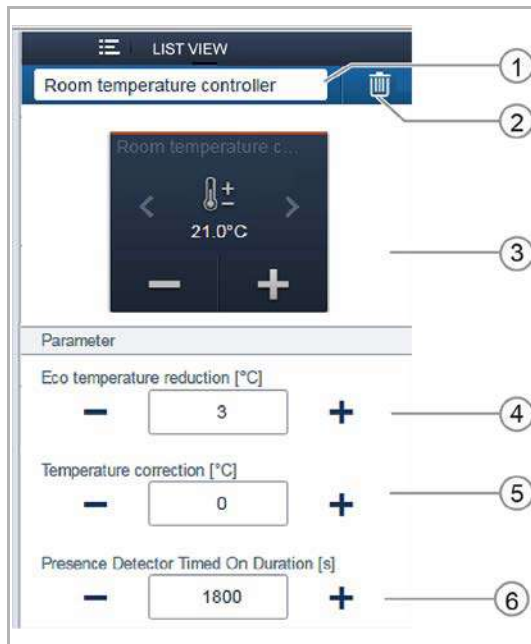 LIST VIEW
Room temperature controller
1
2
Room temperature c...
21.0°C
3
Parameter
Eco temperature reduction [°C]
3
4
Temperature correction [°C]
0
5
Presence Detector Timed On Duration [s]
1800
6